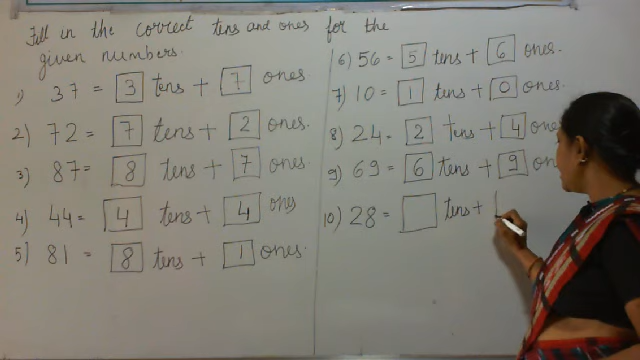 Fill in the correct tens and ones for the
given numbers.
1) 37 = 3 tens + 7 ones
2) 72 = 7 tens + 2 ones.
3) 87 = 8 tens + 7 ones.
4) 44 = 4 tens + 4 ones
5) 81 = 8 tens + 1 ones.
6) 56 = 5 tens + 6 ones.
7) 10 = 1 tens + 0 ones.
8) 24 = 2 tens + 4 one
9) 69 = 6 tens + 9 on
10) 28 = tens +